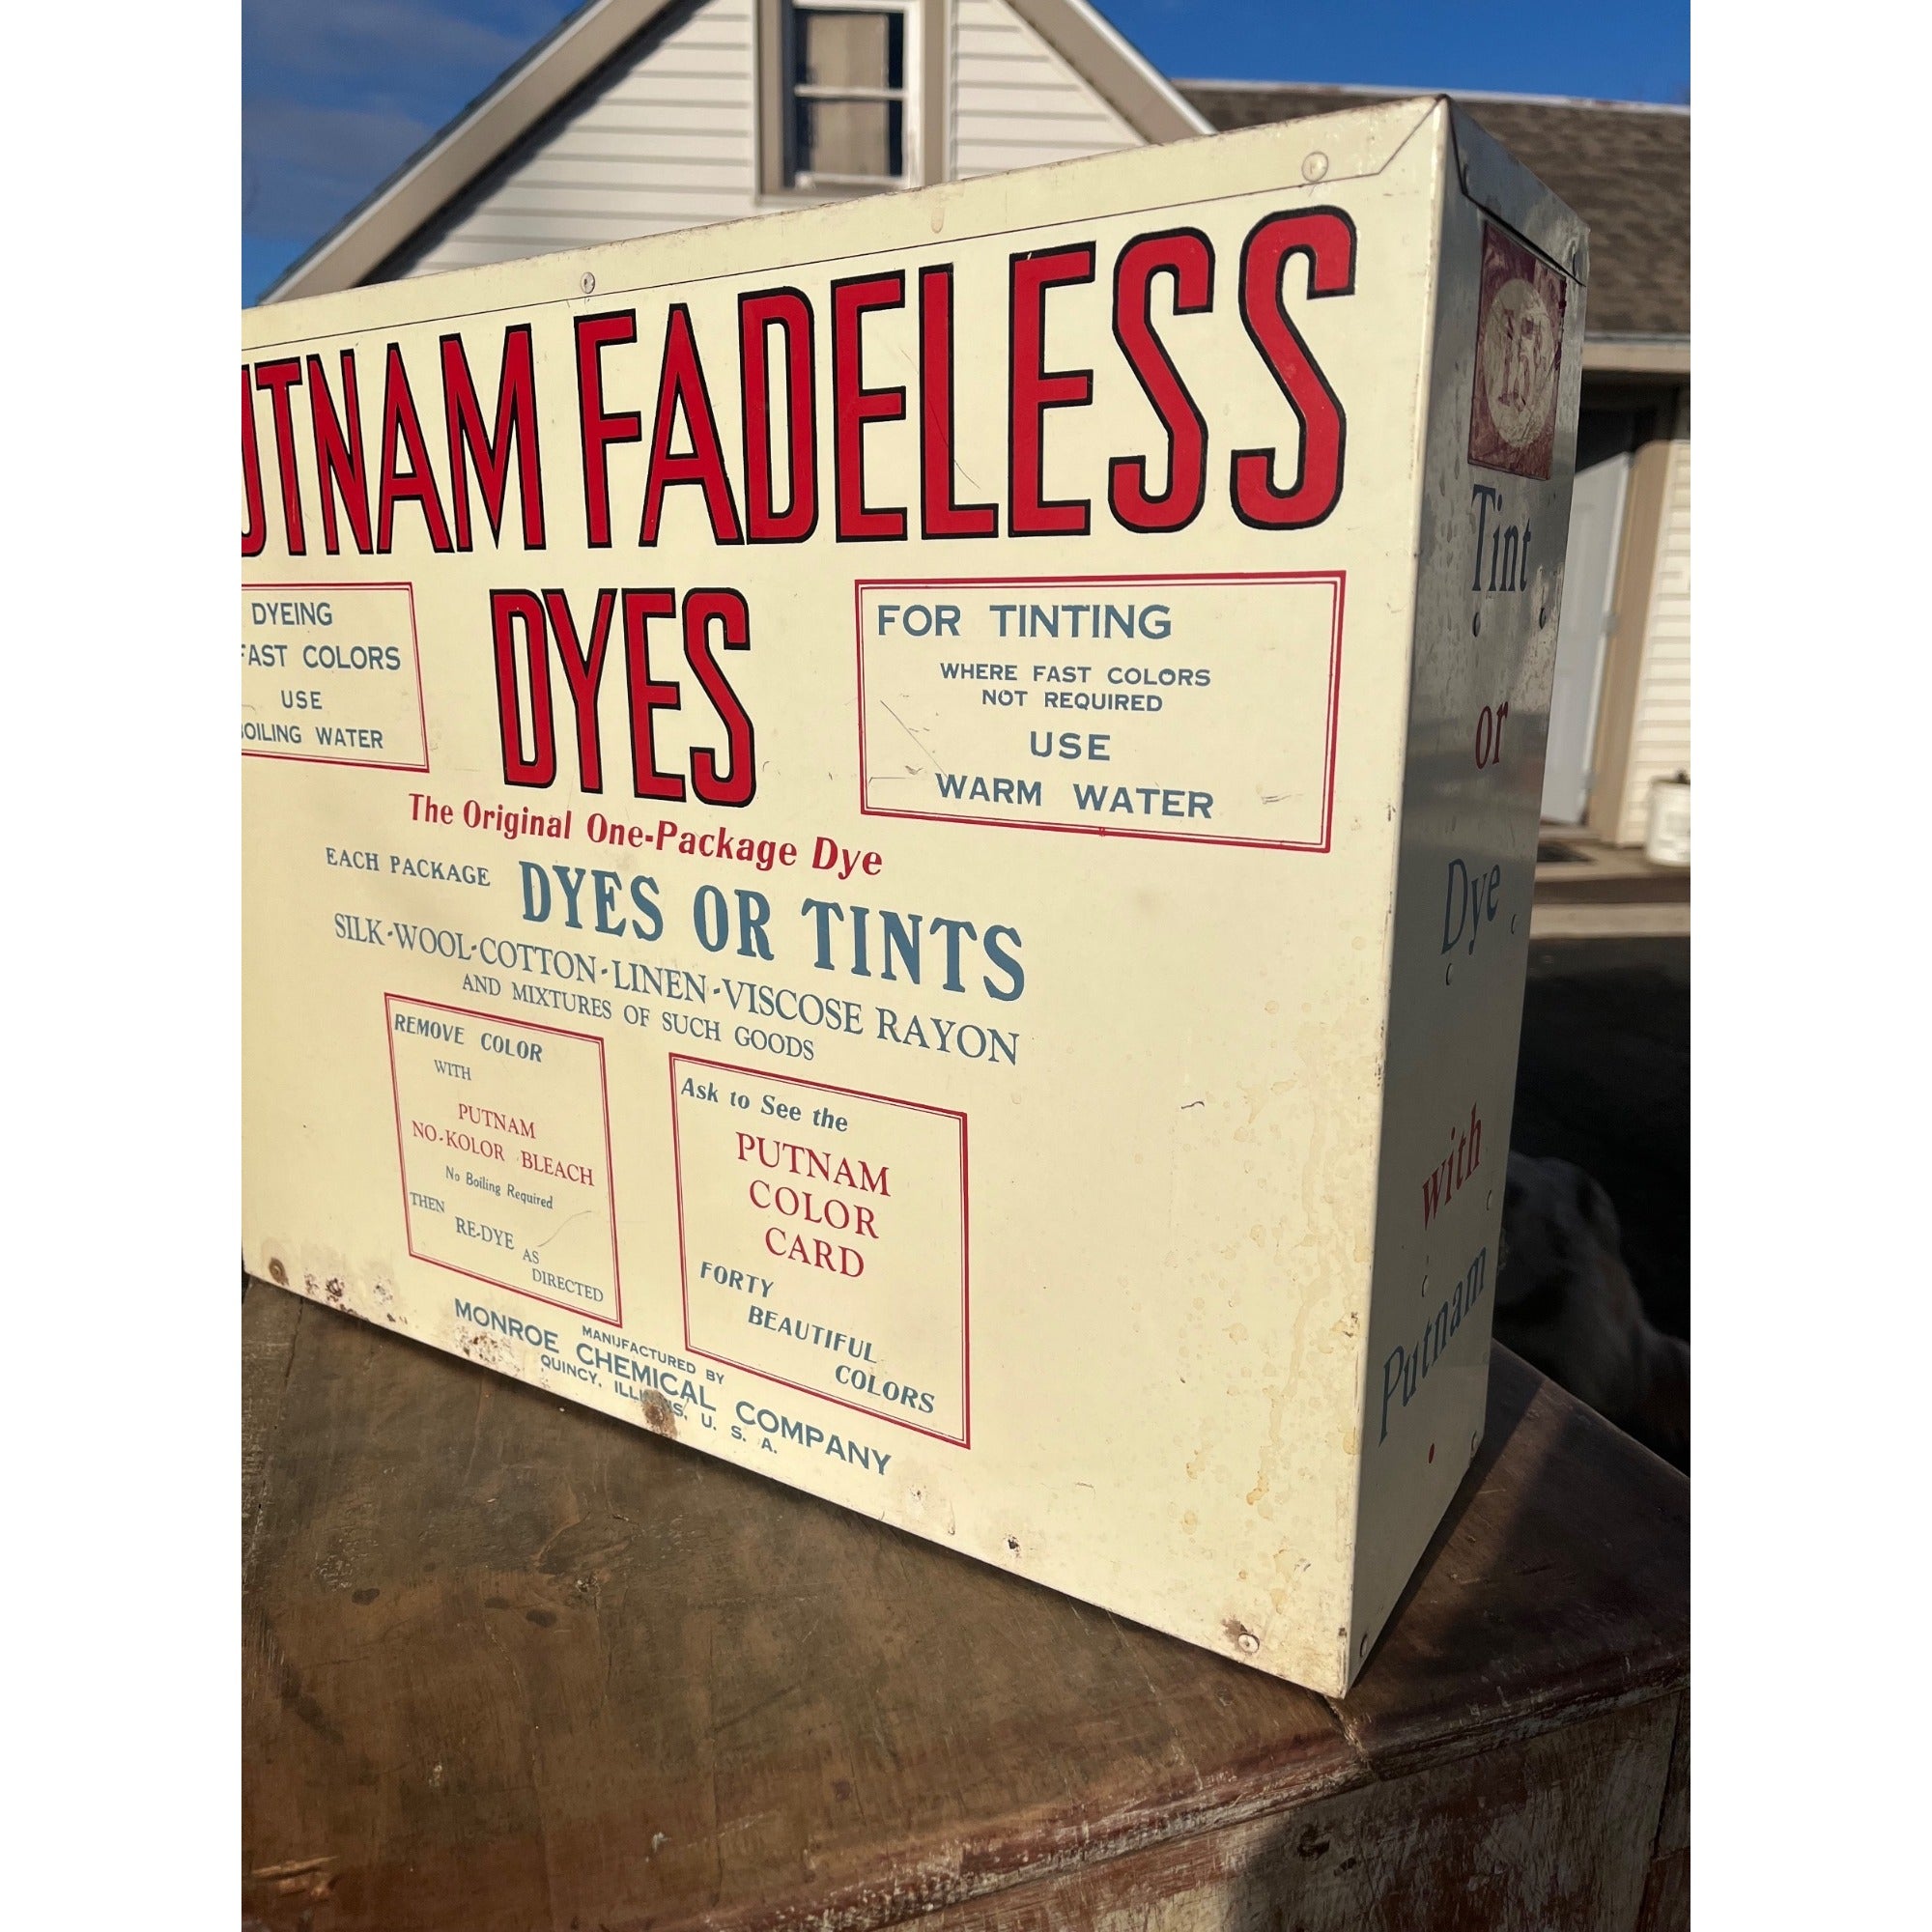 UTNAM FADELESS
DYES
DYEING
FAST COLORS
USE
BOILING WATER
FOR TINTING
WHERE FAST COLORS
NOT REQUIRED
USE
WARM WATER
The Original One-Package Dye
EACH PACKAGE DYES OR TINTS
SILK-WOOL-COTTON-LINEN-VISCOSE RAYON
AND MIXTURES OF SUCH GOODS
REMOVE COLOR
WITH
PUTNAM
NO-KOLOR BLEACH
No Boiling Required
THEN
RE-DYE AS
DIRECTED
Ask to See the
PUTNAM
COLOR
CARD
FORTY
BEAUTIFUL
COLORS
MANUFACTURED BY
MONROE CHEMICAL COMPANY
QUINCY, ILLINOIS, U. S. A.
15¢
Tint
or
Dye
with
Putnam